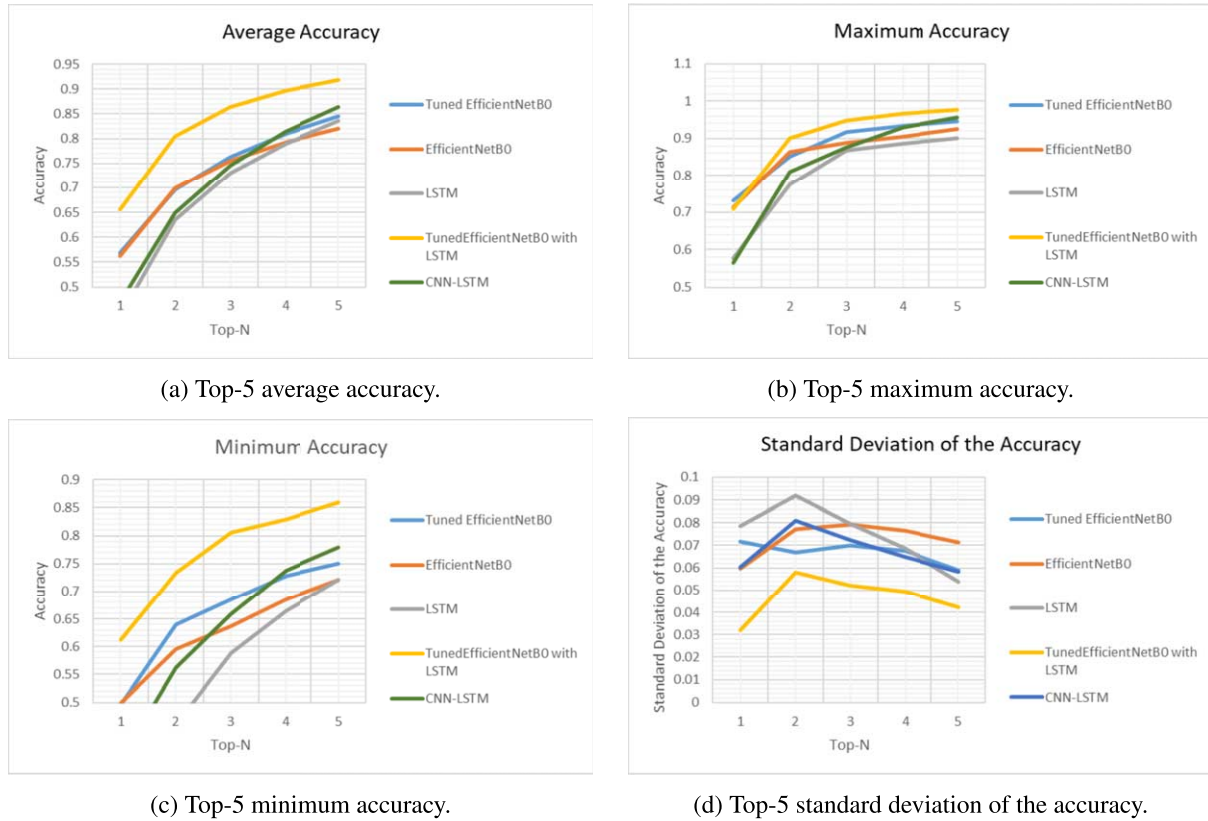 Average Accuracy
Accuracy
0.95
0.9
0.85
0.8
0.75
0.7
0.65
0.6
0.55
0.5
1 2 3 4 5
Top-N
Tuned EfficientNetB0
EfficientNetB0
LSTM
TunedEfficientNetB0 with
LSTM
CNN-LSTM
(a) Top-5 average accuracy.
Maximum Accuracy
Accuracy
1.1
1
0.9
0.8
0.7
0.6
0.5
1 2 3 4 5
Top-N
Tuned EfficientNetB0
EfficientNetB0
LSTM
TunedEfficientNetB0 with
LSTM
CNN-LSTM
(b) Top-5 maximum accuracy.
Minimum Accuracy
Accuracy
0.9
0.85
0.8
0.75
0.7
0.65
0.6
0.55
0.5
1 2 3 4 5
Top-N
Tuned EfficientNetB0
EfficientNetB0
LSTM
TunedEfficientNetB0 with
LSTM
CNN-LSTM
(c) Top-5 minimum accuracy.
Standard Deviation of the Accuracy
Standard Deviation of the Accuracy
0.1
0.09
0.08
0.07
0.06
0.05
0.04
0.03
0.02
0.01
0
1 2 3 4 5
Top-N
Tuned EfficientNetB0
EfficientNetB0
LSTM
TunedEfficientNetB0 with
LSTM
CNN-LSTM
(d) Top-5 standard deviation of the accuracy.